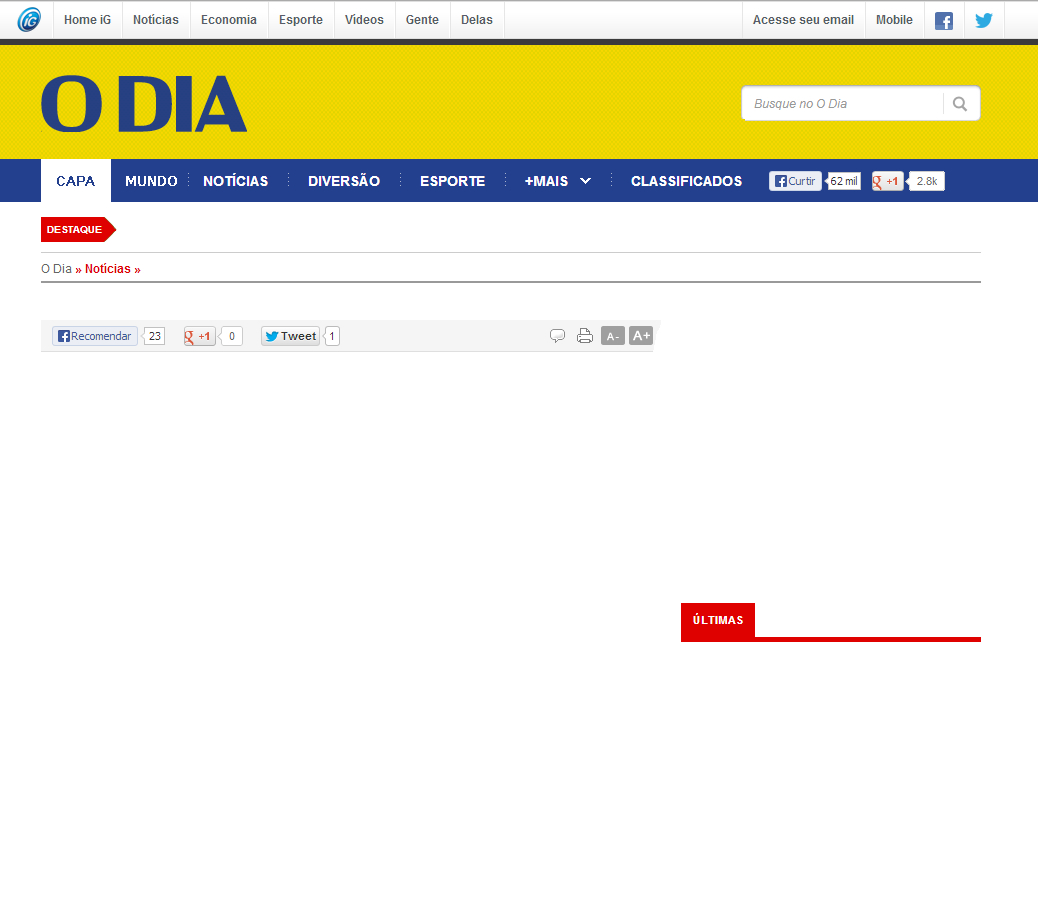 iG Home iG Notícias Economia Esporte Vídeos Gente Delas Acesse seu email Mobile
O DIA
Busque no O Dia
CAPA MUNDO NOTÍCIAS DIVERSÃO ESPORTE +MAIS CLASSIFICADOS Curtir 62 mil +1 2.8k
DESTAQUE
O Dia » Notícias »
Recomendar 23 +1 0 Tweet 1 A- A+
ÚLTIMAS